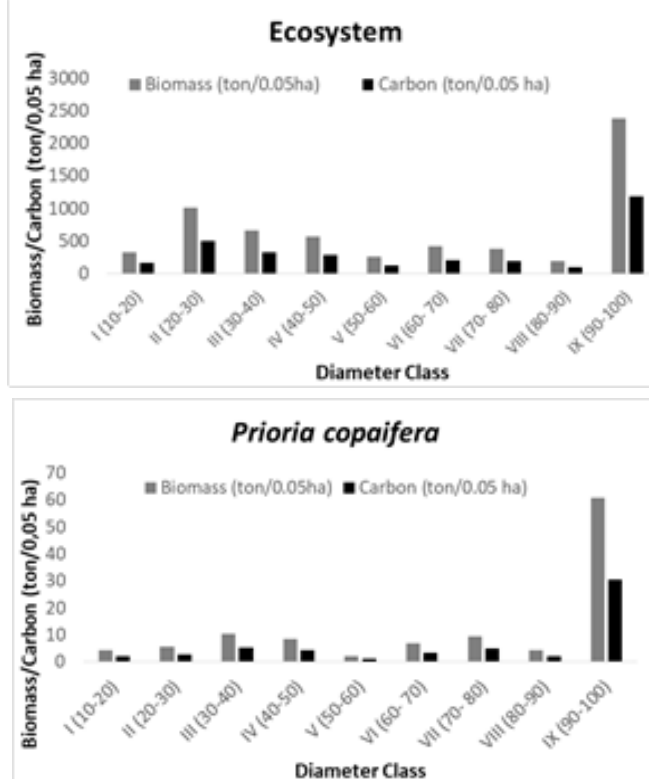 Ecosystem
Biomass (ton/0.05ha) Carbon (ton/0.05 ha)
Biomass/Carbon (ton/0,05 ha)
3000
2500
2000
1500
1000
500
0
I (10-20) II (20-30) III (30-40) IV (40-50) V (50-60) VI (60- 70) VII (70- 80) VIII (80-90) IX (90-100)
Diameter Class
Prioria copaifera
Biomass (ton/0.05ha) Carbon (ton/0.05 ha)
Biomass/Carbon (ton/0,05 ha)
70
60
50
40
30
20
10
0
I (10-20) II (20-30) III (30-40) IV (40-50) V (50-60) VI (60- 70) VII (70- 80) VIII (80-90) IX (90-100)
Diameter Class